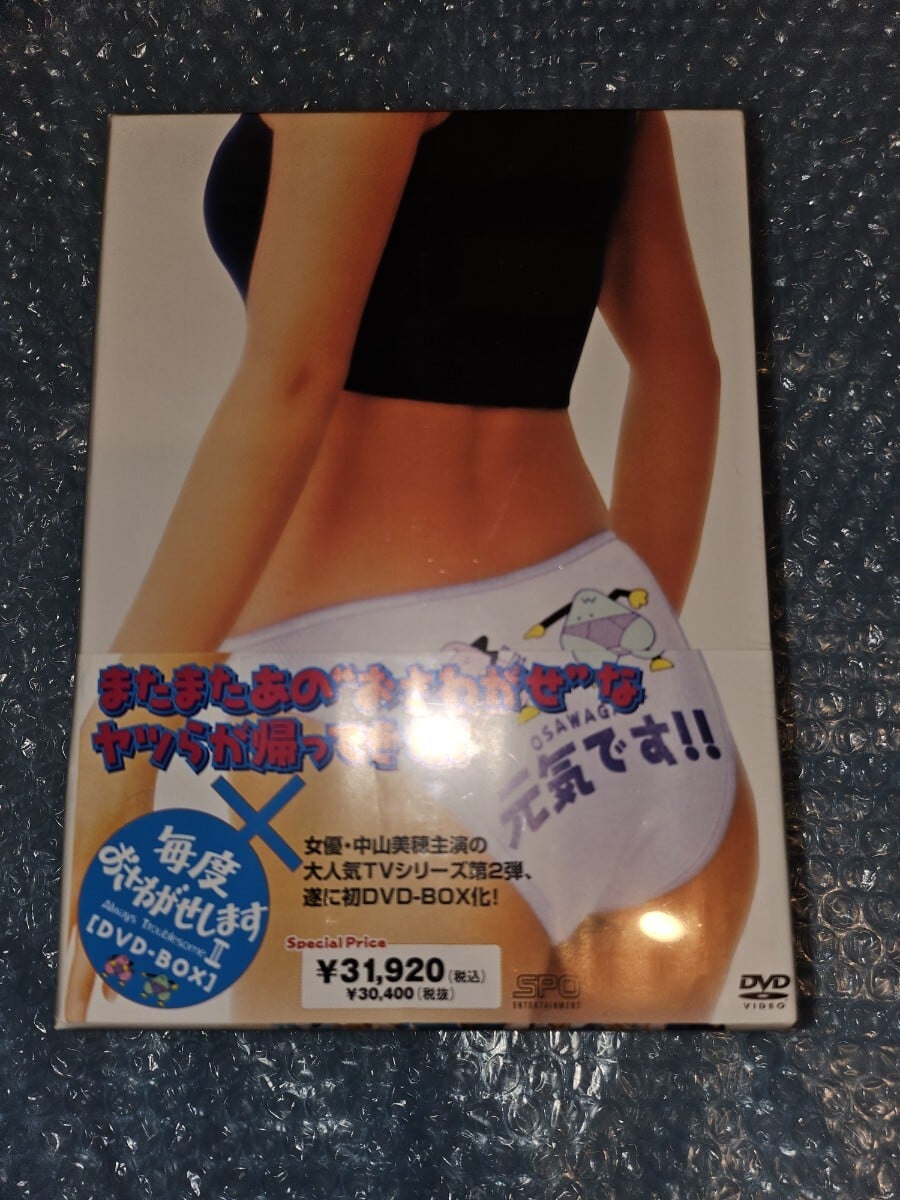 またまたあの“おさわがせ”な
ヤツらが帰ってき
OSAWAGA
元気です!!
毎度
おさわがせします
Always Troublesome II
[DVD-BOX]
女優・中山美穂主演の
大人気TVシリーズ第2弾、
遂に初DVD-BOX化!
Special Price
¥31,920(税込)
¥30,400(税抜)
SPO
ENTERTAINMENT
DVD
VIDEO